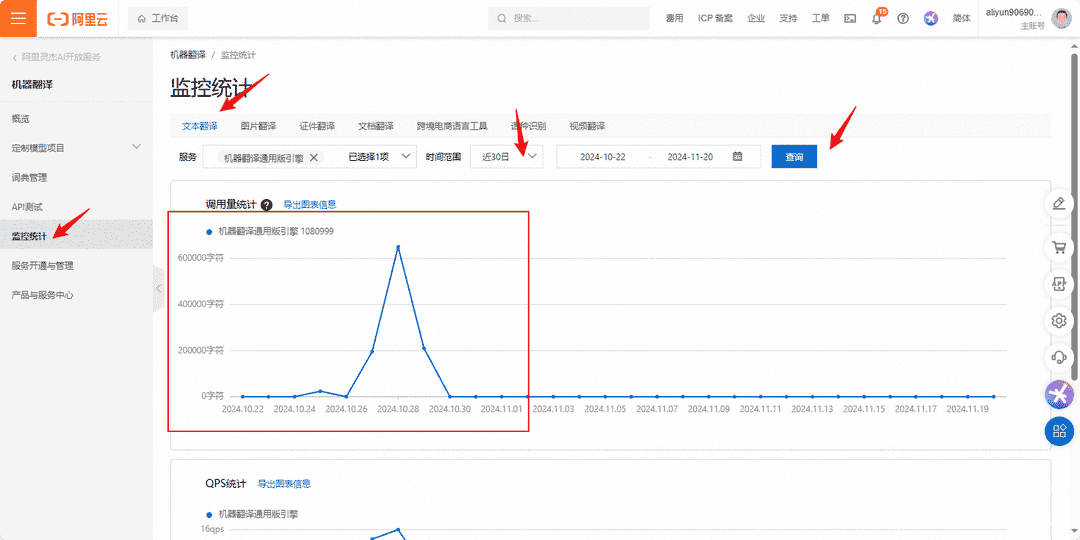 阿里云
工作台
搜索...
费用 ICP 备案 企业 支持 工单 15 简体
aliyun90690...
主账号
阿里灵杰AI开放服务
机器翻译
概览
定制模型项目
词典管理
API测试
监控统计
服务开通与管理
产品与服务中心
机器翻译 / 监控统计
监控统计
文本翻译 图片翻译 证件翻译 文档翻译 跨境电商语言工具 语种识别 视频翻译
服务 机器翻译通用版引擎 已选择1项 时间范围 近30日 2024-10-22 - 2024-11-20 查询
调用量统计 ? 导出图表信息
机器翻译通用版引擎 1080999
600000字符
400000字符
200000字符
0字符
2024.10.22 2024.10.24 2024.10.26 2024.10.28 2024.10.30 2024.11.01 2024.11.03 2024.11.05 2024.11.07 2024.11.09 2024.11.11 2024.11.13 2024.11.15 2024.11.17 2024.11.19
QPS统计 导出图表信息
机器翻译通用版引擎
16qps